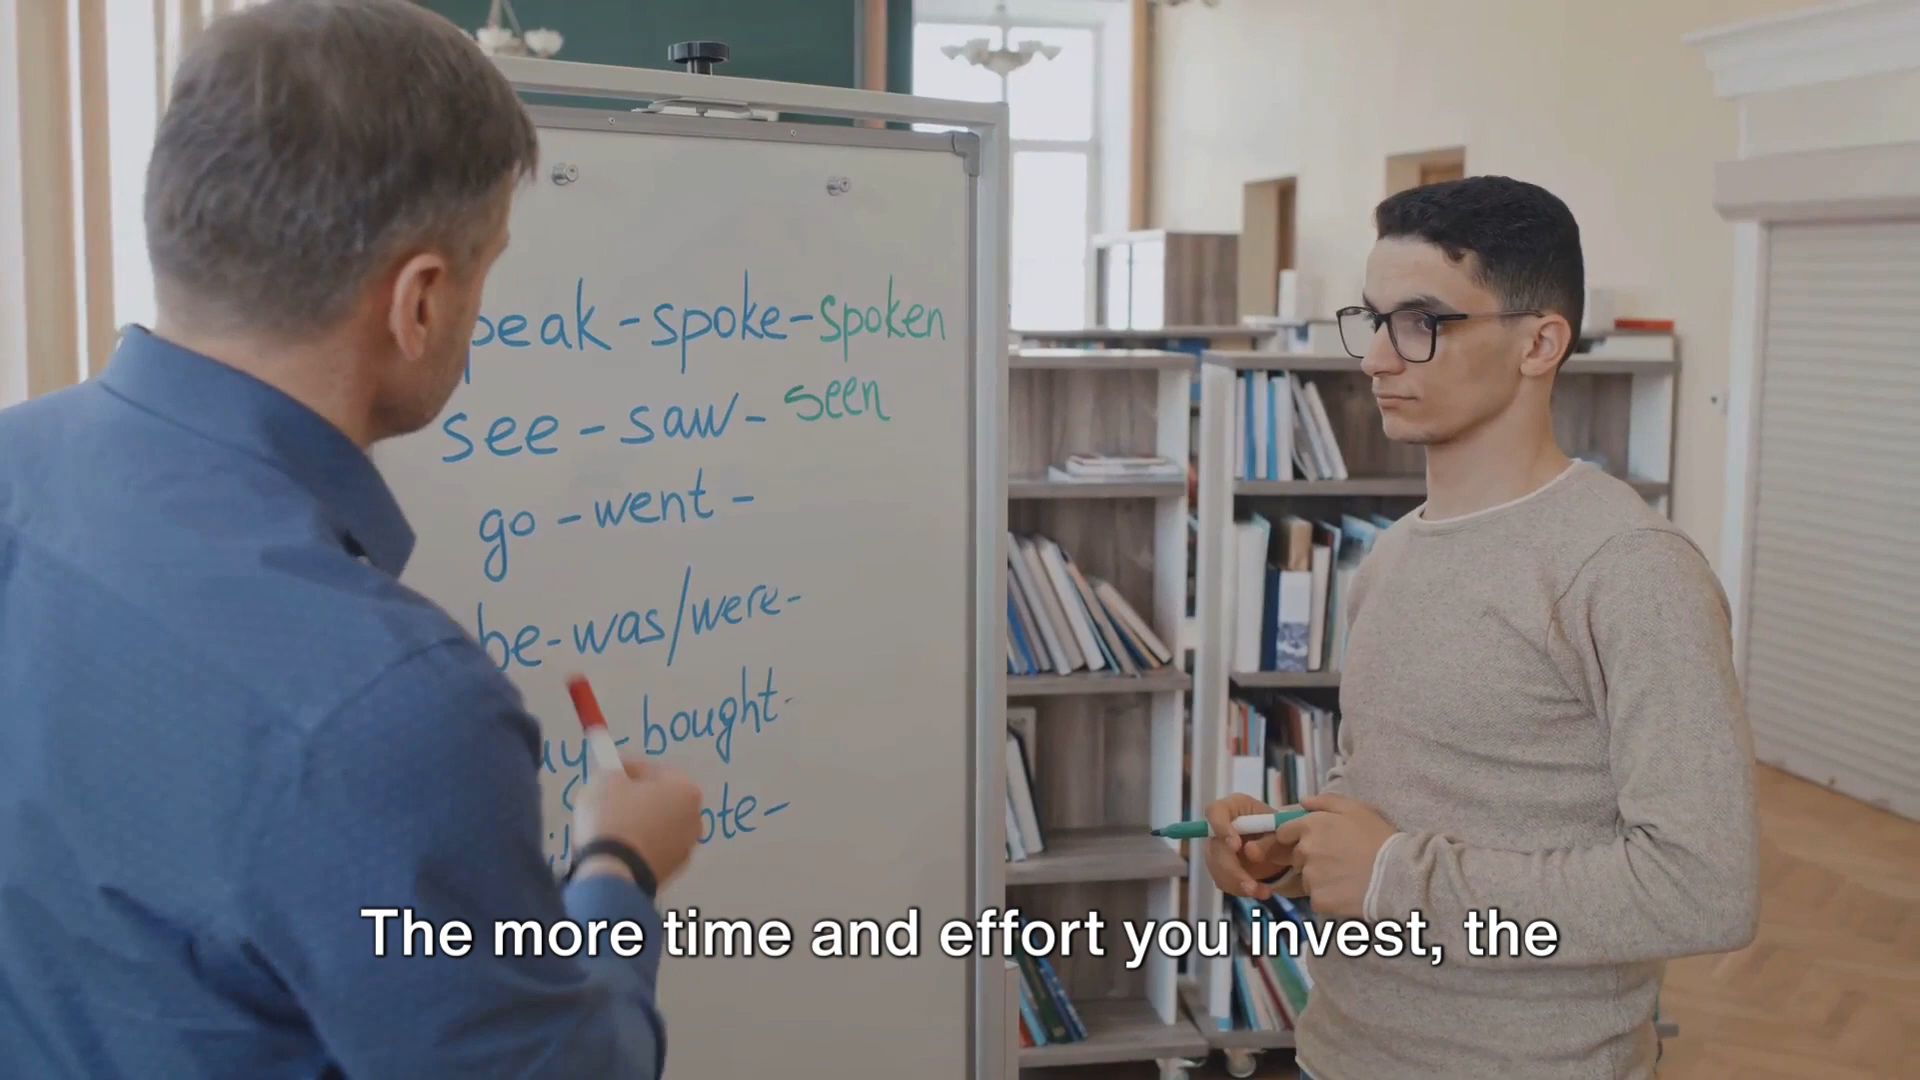 peak - spoke - spoken
see - saw - seen
go - went -
be - was/were -
uy - bought -
ote -
The more time and effort you invest, the